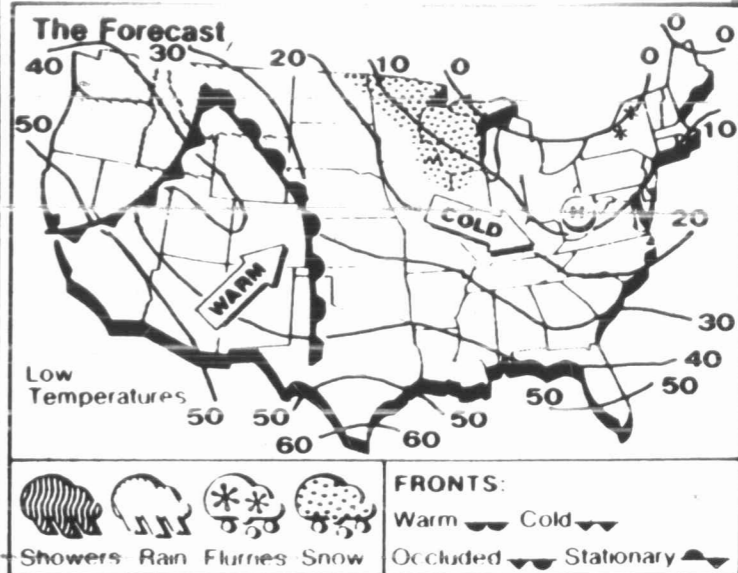 The Forecast
40
30
20
10
0
0
0
0
50
10
20
COLD
H
WARM
30
Low
Temperatures
40
50
50
50
50
50
60
60
FRONTS:
Warm Cold
Showers Rain Flurries Snow
Occluded Stationary